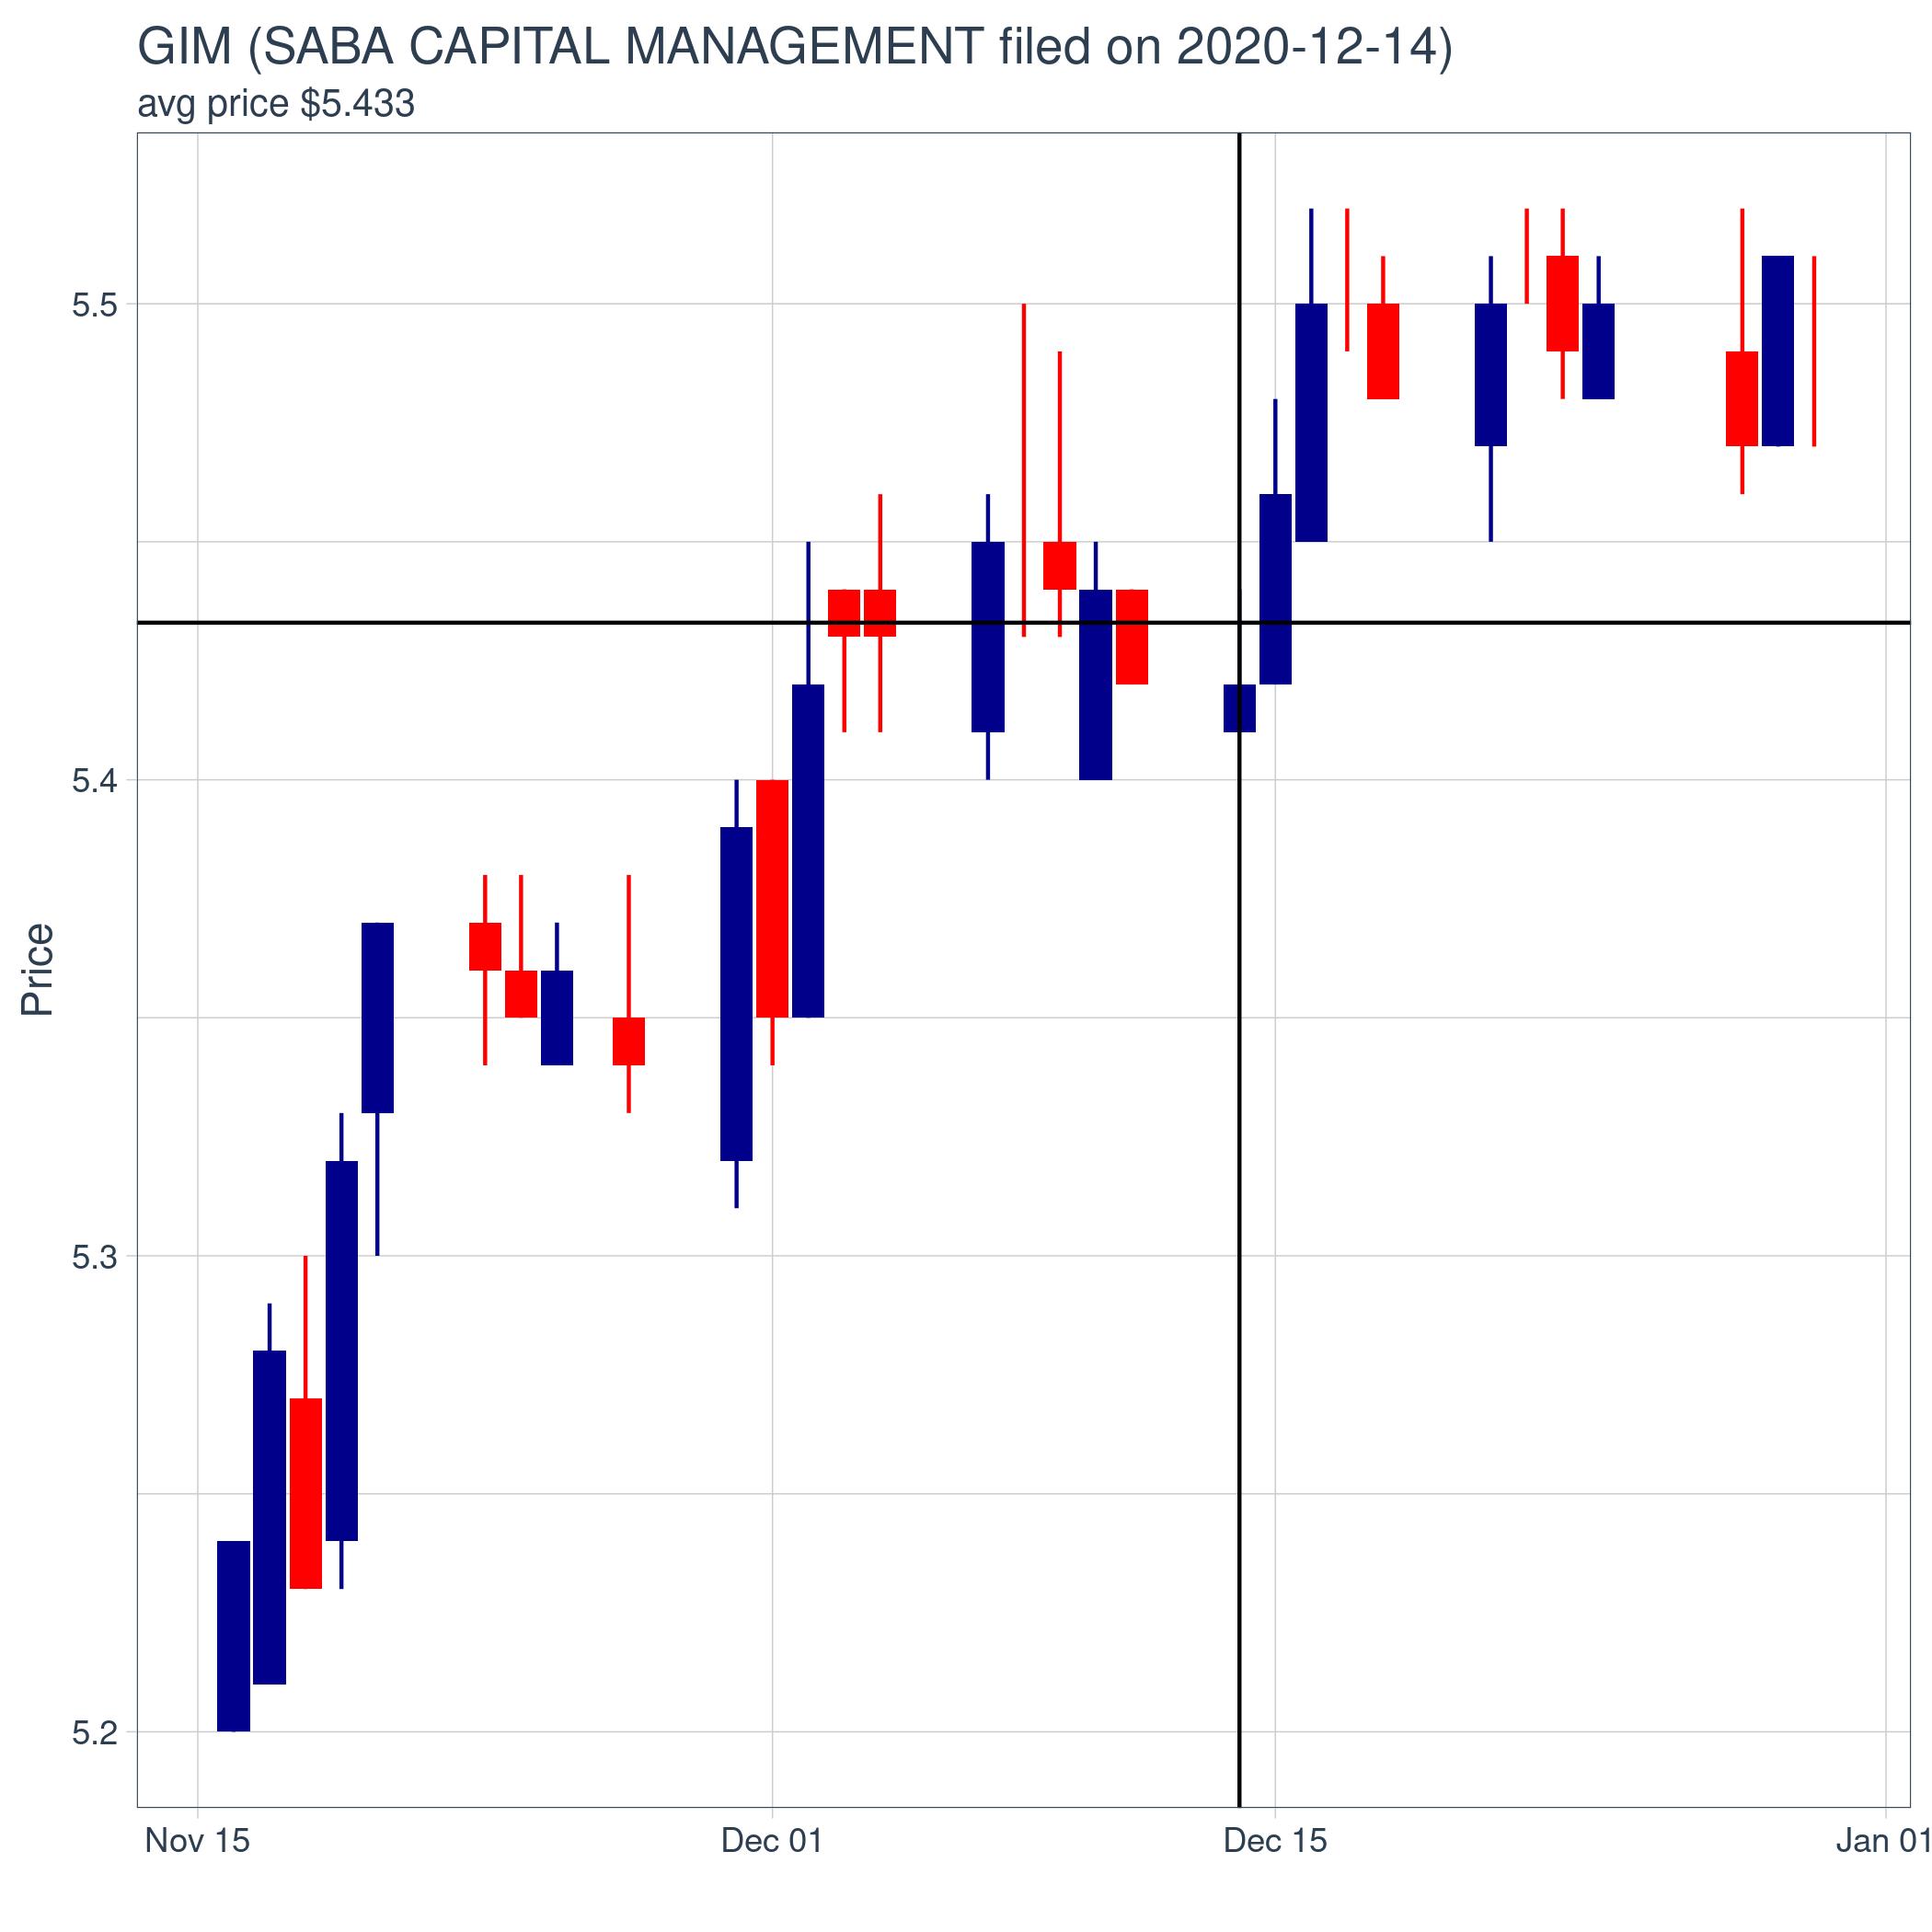 GIM (SABA CAPITAL MANAGEMENT filed on 2020-12-14)
avg price $5.433
Price
5.5
5.4
5.3
5.2
Nov 15
Dec 01
Dec 15
Jan 01